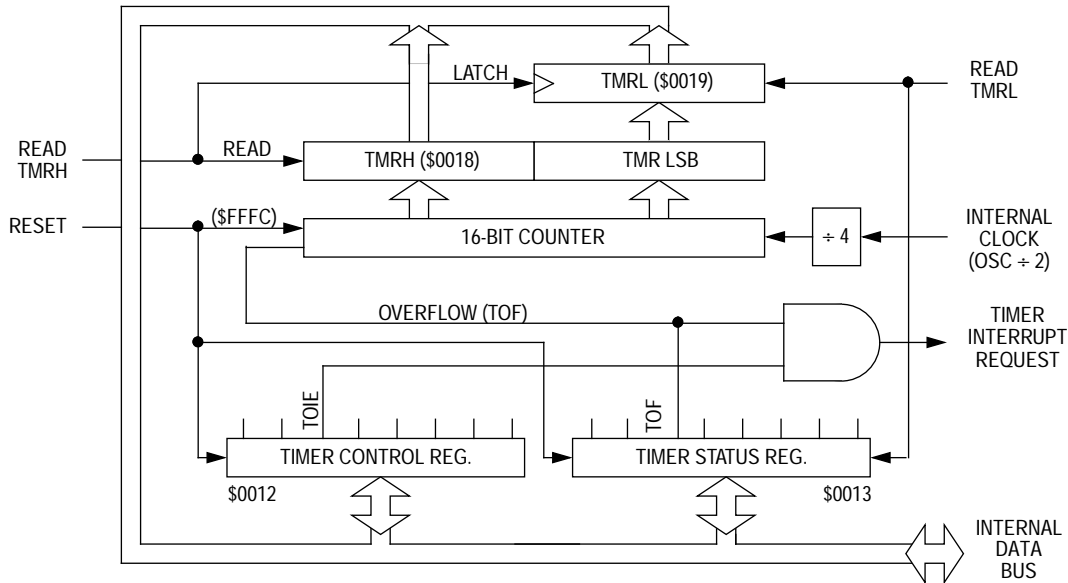 LATCH
TMRL ($0019)
READ
TMRL
READ
TMRH
READ
TMRH ($0018)
TMR LSB
RESET
($FFFC)
16-BIT COUNTER
÷ 4
INTERNAL
CLOCK
(OSC ÷ 2)
OVERFLOW (TOF)
TIMER
INTERRUPT
REQUEST
TOIE
TOF
TIMER CONTROL REG.
TIMER STATUS REG.
$0012
$0013
INTERNAL
DATA
BUS